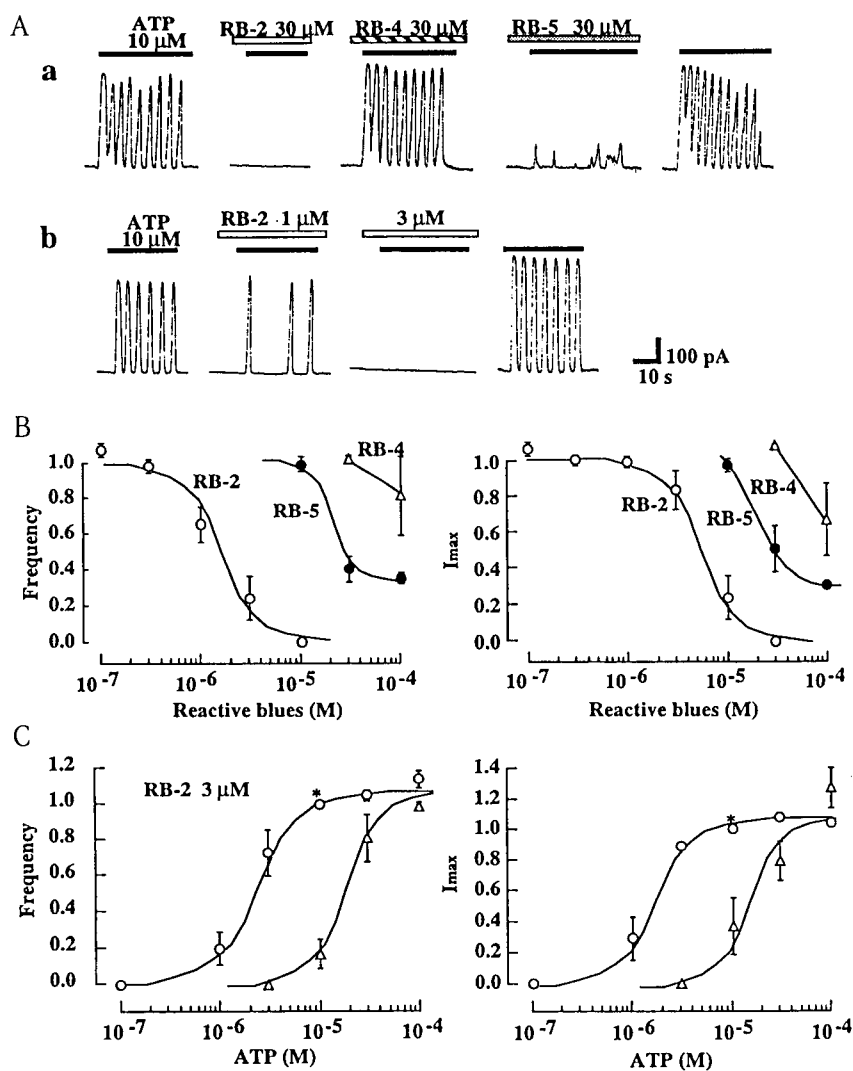 A
ATP RB-2 30 μM RB-4 30 μM RB-5 30 μM
10 μM
a
ATP RB-2 1 μM 3 μM
10 μM
b
100 pA
10 s
B
Frequency
1.0
0.8
0.6
0.4
0.2
0.0
RB-2
RB-5
RB-4
10-7 10-6 10-5 10-4
Reactive blues (M)
Imax
1.0
0.8
0.6
0.4
0.2
0.0
RB-2
RB-5
RB-4
10-7 10-6 10-5 10-4
Reactive blues (M)
C
Frequency
1.2
1.0
0.8
0.6
0.4
0.2
0.0
RB-2 3 μM
*
10-7 10-6 10-5 10-4
ATP (M)
Imax
1.4
1.2
1.0
0.8
0.6
0.4
0.2
0.0
*
10-7 10-6 10-5 10-4
ATP (M)